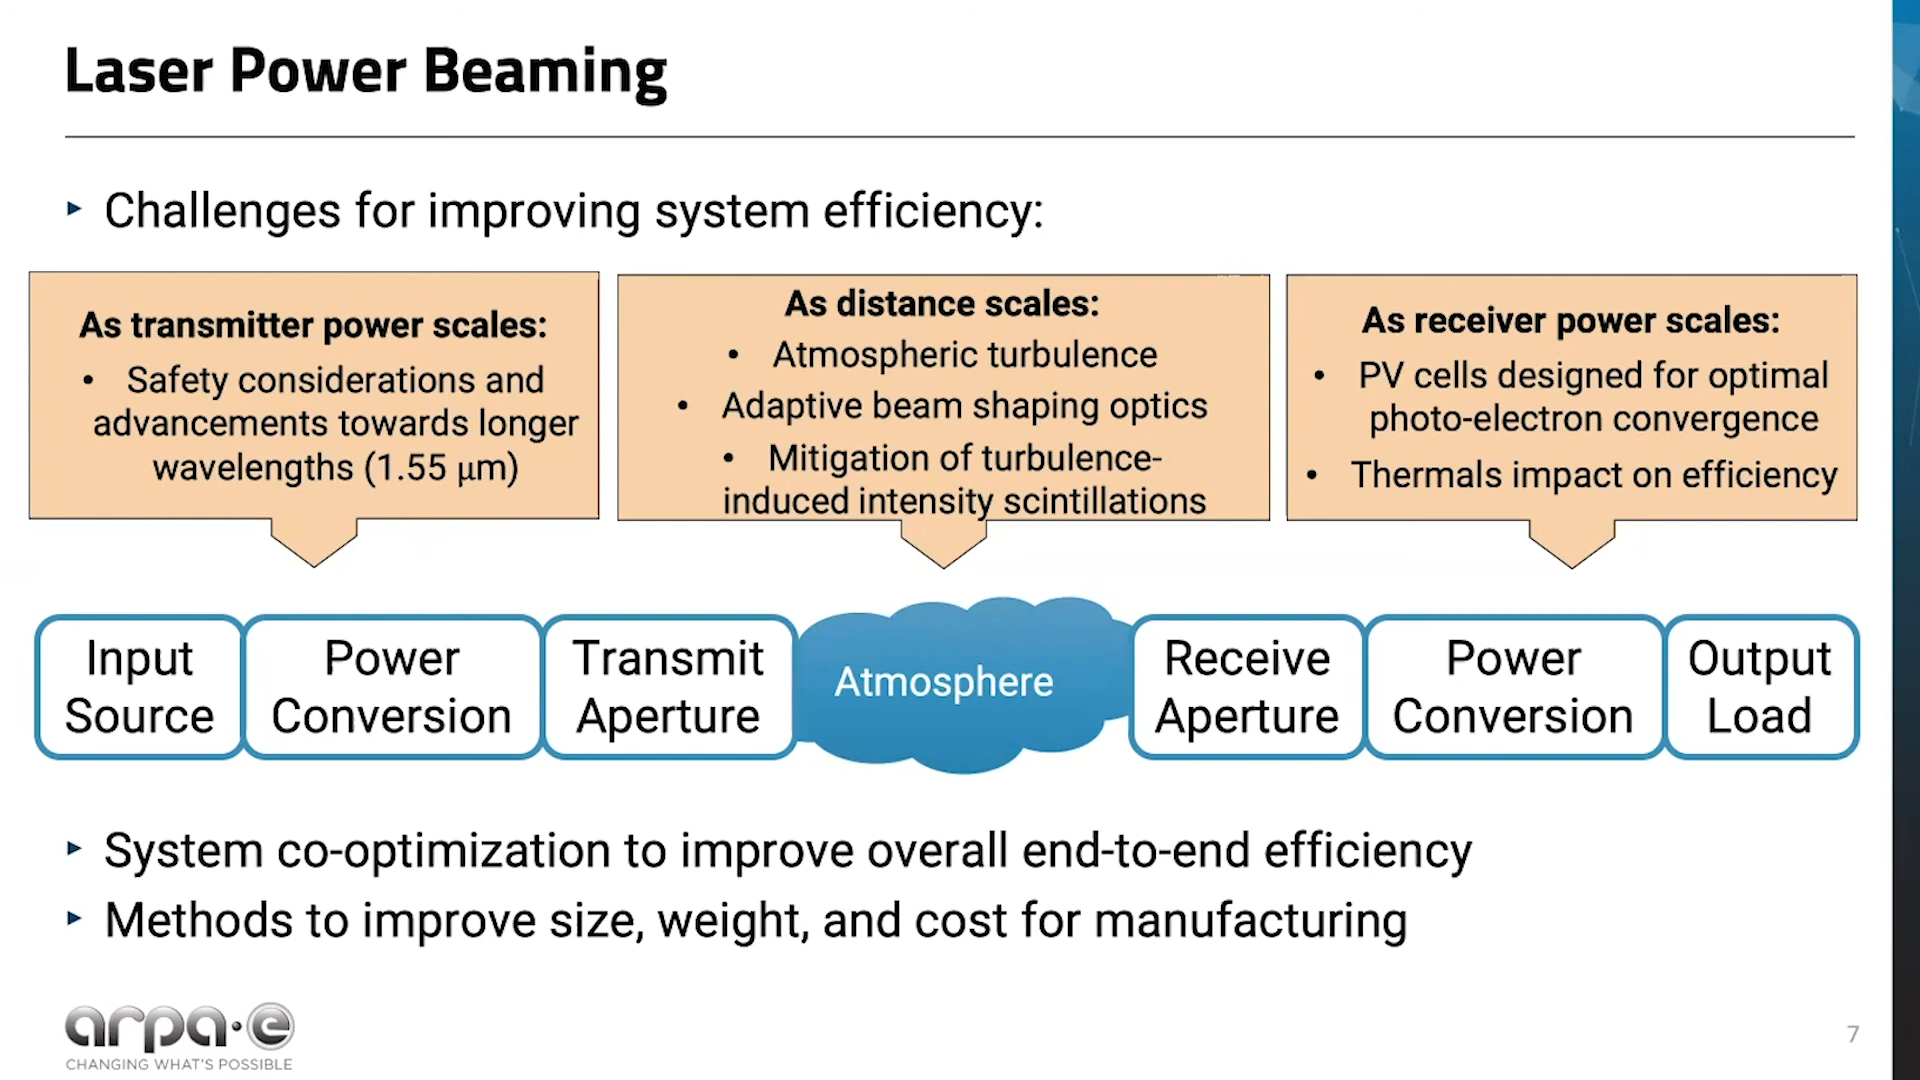 Laser Power Beaming
‣ Challenges for improving system efficiency:
As transmitter power scales:
• Safety considerations and
advancements towards longer
wavelengths (1.55 μm)
As distance scales:
• Atmospheric turbulence
• Adaptive beam shaping optics
• Mitigation of turbulence-
induced intensity scintillations
As receiver power scales:
• PV cells designed for optimal
photo-electron convergence
• Thermals impact on efficiency
Input
Source
Power
Conversion
Transmit
Aperture
Atmosphere
Receive
Aperture
Power
Conversion
Output
Load
‣ System co-optimization to improve overall end-to-end efficiency
‣ Methods to improve size, weight, and cost for manufacturing
arpa·e
CHANGING WHAT'S POSSIBLE
7